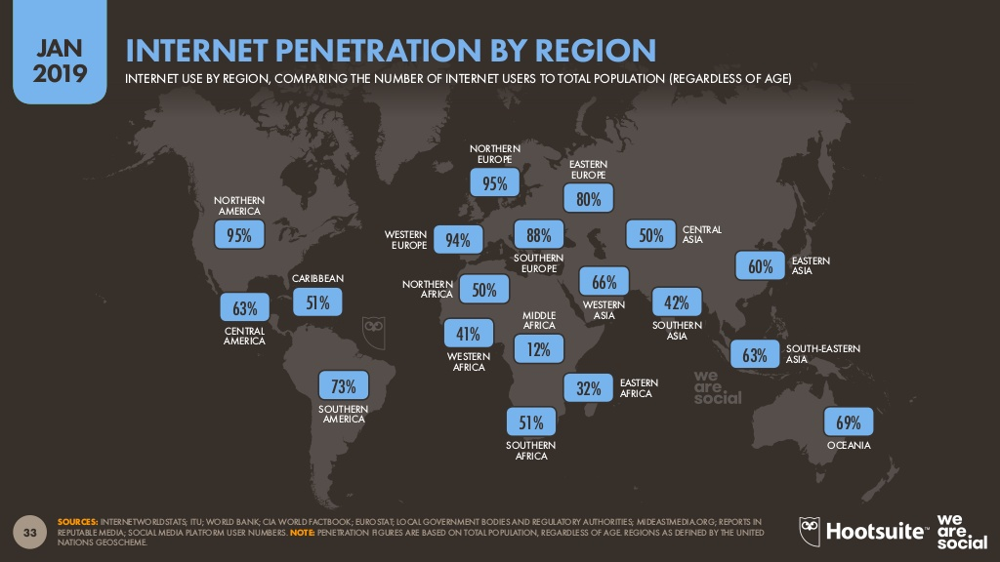 JAN
2019
INTERNET PENETRATION BY REGION
INTERNET USE BY REGION, COMPARING THE NUMBER OF INTERNET USERS TO TOTAL POPULATION (REGARDLESS OF AGE)
NORTHERN
EUROPE
95%
EASTERN
EUROPE
80%
NORTHERN
AMERICA
95%
WESTERN
EUROPE
94%
88%
SOUTHERN
EUROPE
50%
CENTRAL
ASIA
60%
EASTERN
ASIA
CARIBBEAN
51%
63%
CENTRAL
AMERICA
NORTHERN
AFRICA
50%
66%
WESTERN
ASIA
42%
SOUTHERN
ASIA
41%
WESTERN
AFRICA
MIDDLE
AFRICA
12%
63%
SOUTH-EASTERN
ASIA
73%
SOUTHERN
AMERICA
32%
EASTERN
AFRICA
we
are
social
51%
SOUTHERN
AFRICA
69%
OCEANIA
33
SOURCES: INTERNETWORLDSTATS; ITU; WORLD BANK; CIA WORLD FACTBOOK; EUROSTAT; LOCAL GOVERNMENT BODIES AND REGULATORY AUTHORITIES; MIDEASTMEDIA.ORG; REPORTS IN
REPUTABLE MEDIA; SOCIAL MEDIA PLATFORM USER NUMBERS. NOTE: PENETRATION FIGURES ARE BASED ON TOTAL POPULATION, REGARDLESS OF AGE. REGIONS AS DEFINED BY THE UNITED
NATIONS GEOSCHEME.
Hootsuite™
we
are
social